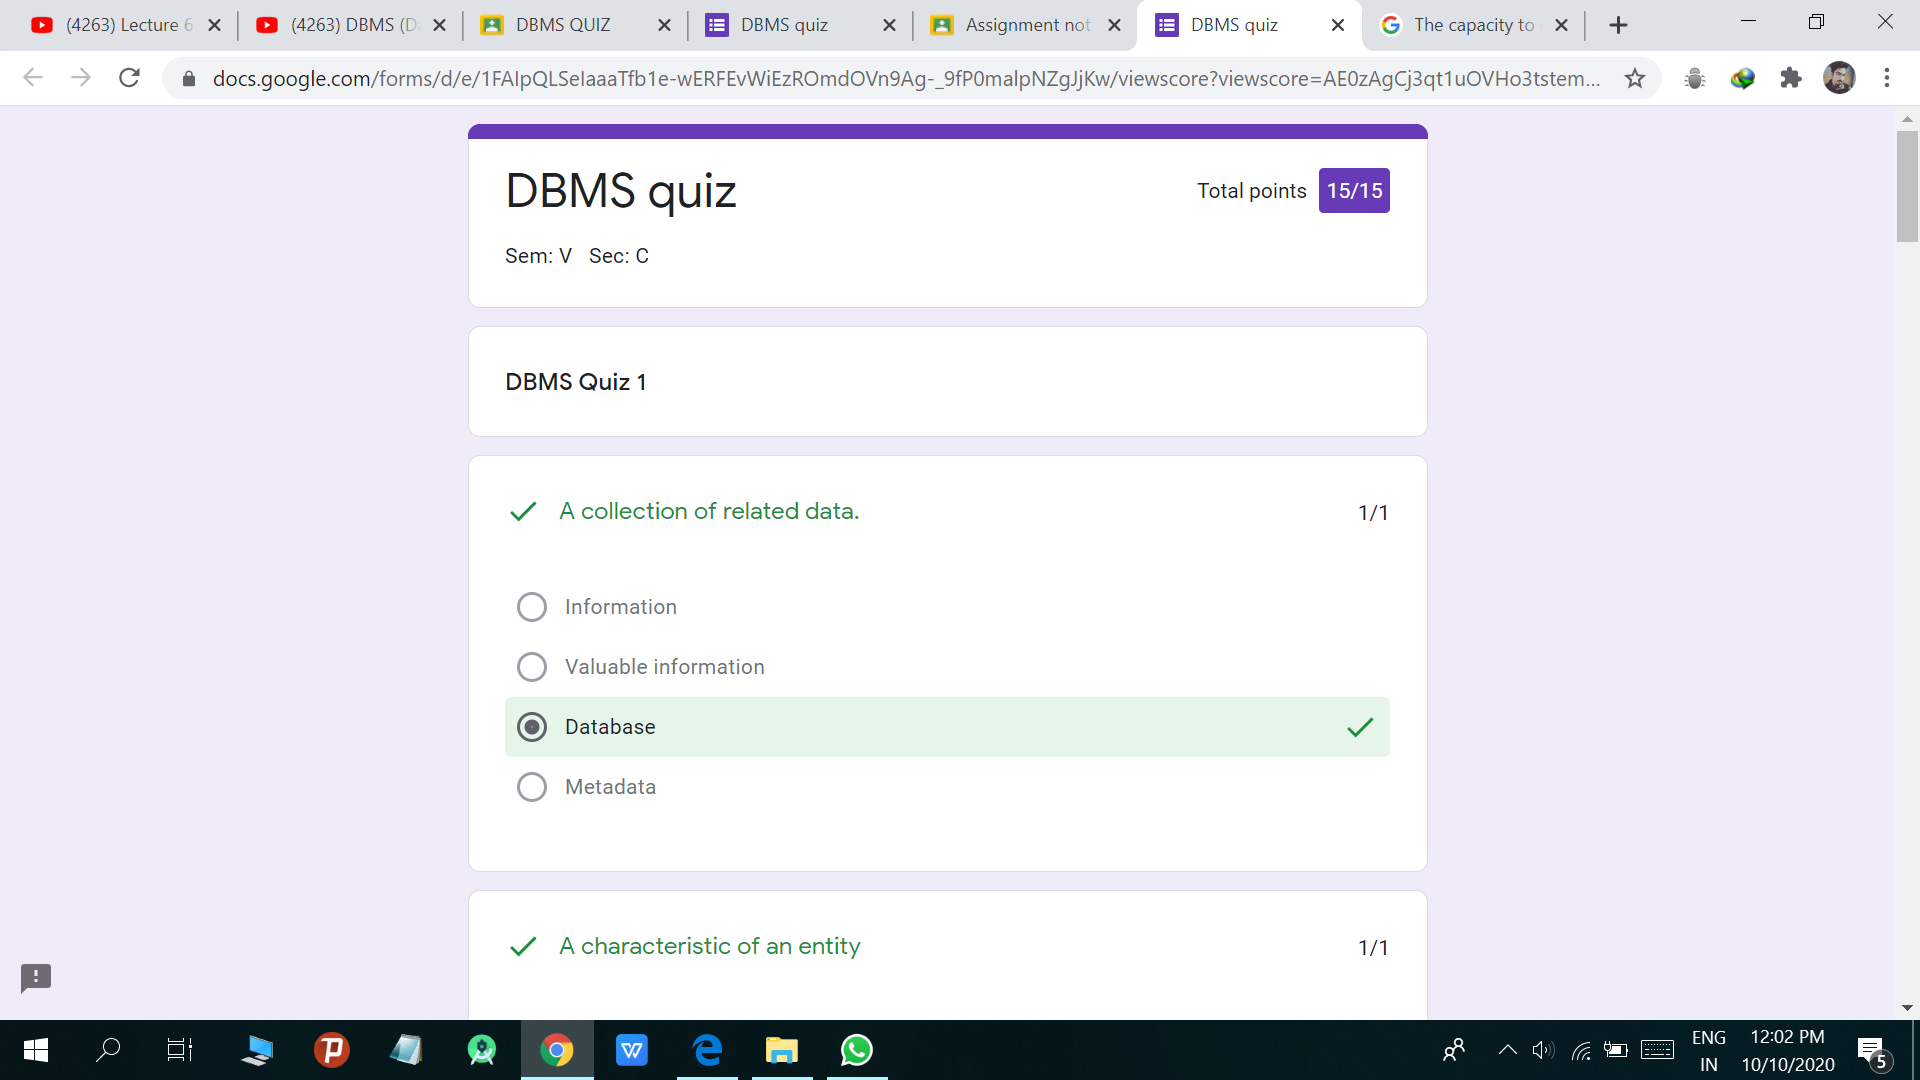 (4263) Lecture 6
(4263) DBMS (D
DBMS QUIZ
DBMS quiz
Assignment not
DBMS quiz
The capacity to
docs.google.com/forms/d/e/1FAIpQLSeIaaaTfb1e-wERFEvWiEzROmdOVn9Ag-_9fP0malpNZgJjKw/viewscore?viewscore=AE0zAgCj3qt1uOVHo3tstem...
DBMS quiz
Total points 15/15
Sem: V Sec: C
DBMS Quiz 1
A collection of related data. 1/1
Information
Valuable information
Database
Metadata
A characteristic of an entity 1/1
ENG 12:02 PM
IN 10/10/2020
5